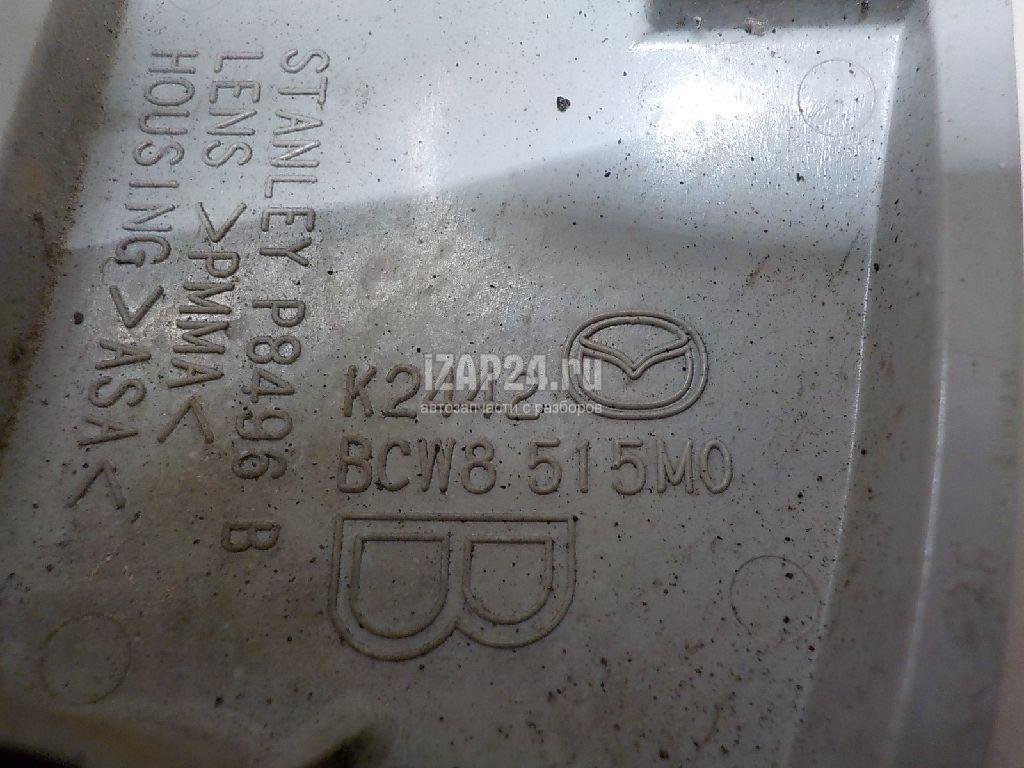 STANLEY P8496 B
LENS >PMMA<
HOUSING >ASA<
iZAP24.ru
автозапчасти с разборов
BCW8 515M0
B